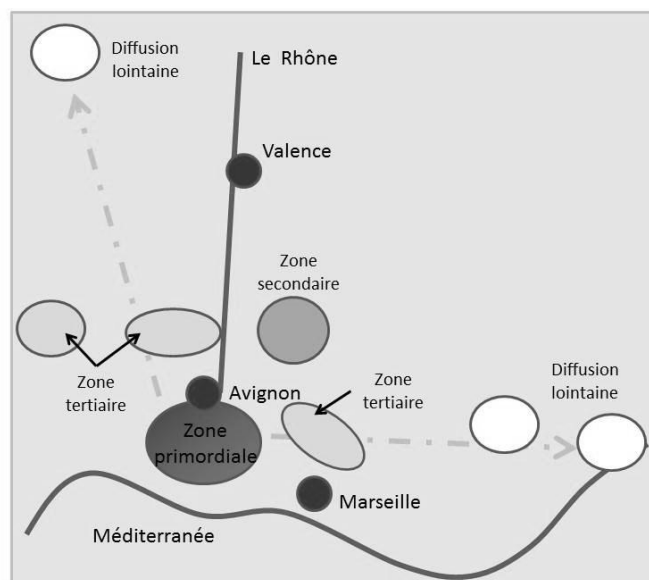 Diffusion
lointaine
Le Rhône
Valence
Zone
secondaire
Zone
tertiaire
Avignon
Zone
tertiaire
Diffusion
lointaine
Zone
primordiale
Marseille
Méditerranée